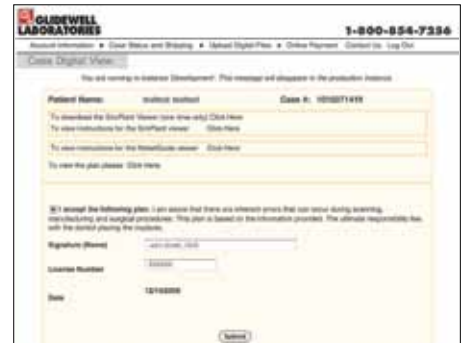 GLIDEWELL
LABORATORIES
1-800-854-7256
Account Information Case Status and Shipping Upload Digital Files Online Payment Contact Us Log Out
Case Digital View
You are running in Instance Development. This message will disappear in the production instance.
Patient Name: Case #:
To download the SimPlant Viewer (one time only) Click Here
To view instructions for the SimPlant viewer Click Here
To view instructions for the viewer Click Here
To view the plan please Click Here
I accept the following plan. I am aware that there are inherent errors that can occur during scanning,
manufacturing and surgical procedures. This plan is based on the information provided. The ultimate responsibility lies
with the dentist placing the implants.
Signature (Name)
License Number
Date
Submit